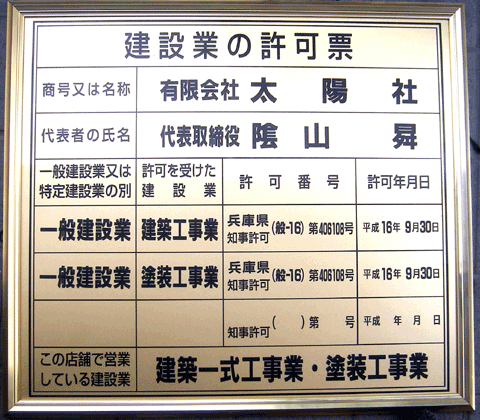 建設業の許可票
商号又は名称 有限会社 太陽社
代表者の氏名 代表取締役 陰山 昇
一般建設業又は
特定建設業の別
許可を受けた
建設業
許可番号 許可年月日
一般建設業 建築工事業 兵庫県
知事許可 (般-16) 第406108号 平成16年9月30日
一般建設業 塗装工事業 兵庫県
知事許可 (般-16) 第406108号 平成16年9月30日
知事許可 ( ) 第 号 平成 年 月 日
この店舗で営業
している建設業
建築一式工事業・塗装工事業